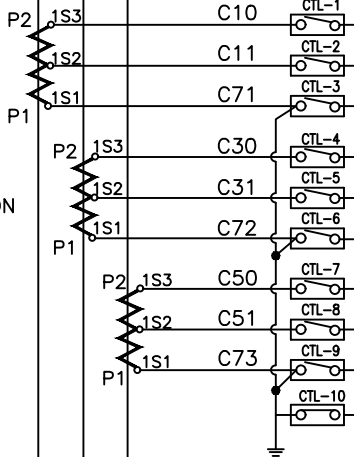 CTL-1
P2 1S3 C10
CTL-2
1S2 C11
CTL-3
1S1 C71
P1
CTL-4
P2 1S3 C30
CTL-5
1S2 C31
ON
CTL-6
1S1 C72
P1
CTL-7
P2 1S3 C50
CTL-8
1S2 C51
CTL-9
1S1 C73
P1
CTL-10